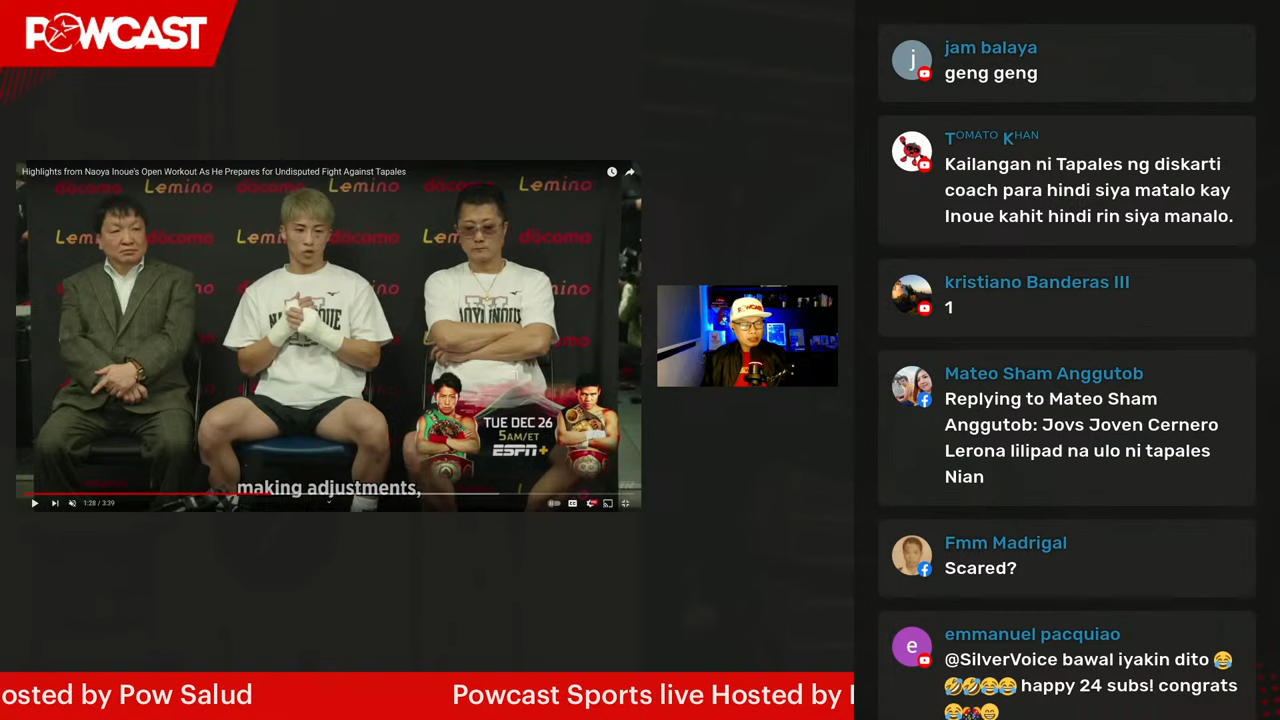 POWCAST
Highlights from Naoya Inoue's Open Workout As He Prepares for Undisputed Fight Against Tapales
Lemino
docomo
TUE DEC 26
5AM/ET
ESPN+
making adjustments,
1:28 / 3:39
jam balaya
geng geng
Tᴼᴹᴬᵀᴼ Kᴴᴬᴺ
Kailangan ni Tapales ng diskarti
coach para hindi siya matalo kay
Inoue kahit hindi rin siya manalo.
kristiano Banderas III
1
Mateo Sham Anggutob
Replying to Mateo Sham
Anggutob: Jovs Joven Cernero
Lerona lilipad na ulo ni tapales
Nian
Fmm Madrigal
Scared?
emmanuel pacquiao
@SilverVoice bawal iyakin dito 😂
🤣🤣😂😂 happy 24 subs! congrats
osted by Pow Salud
Powcast Sports live Hosted by